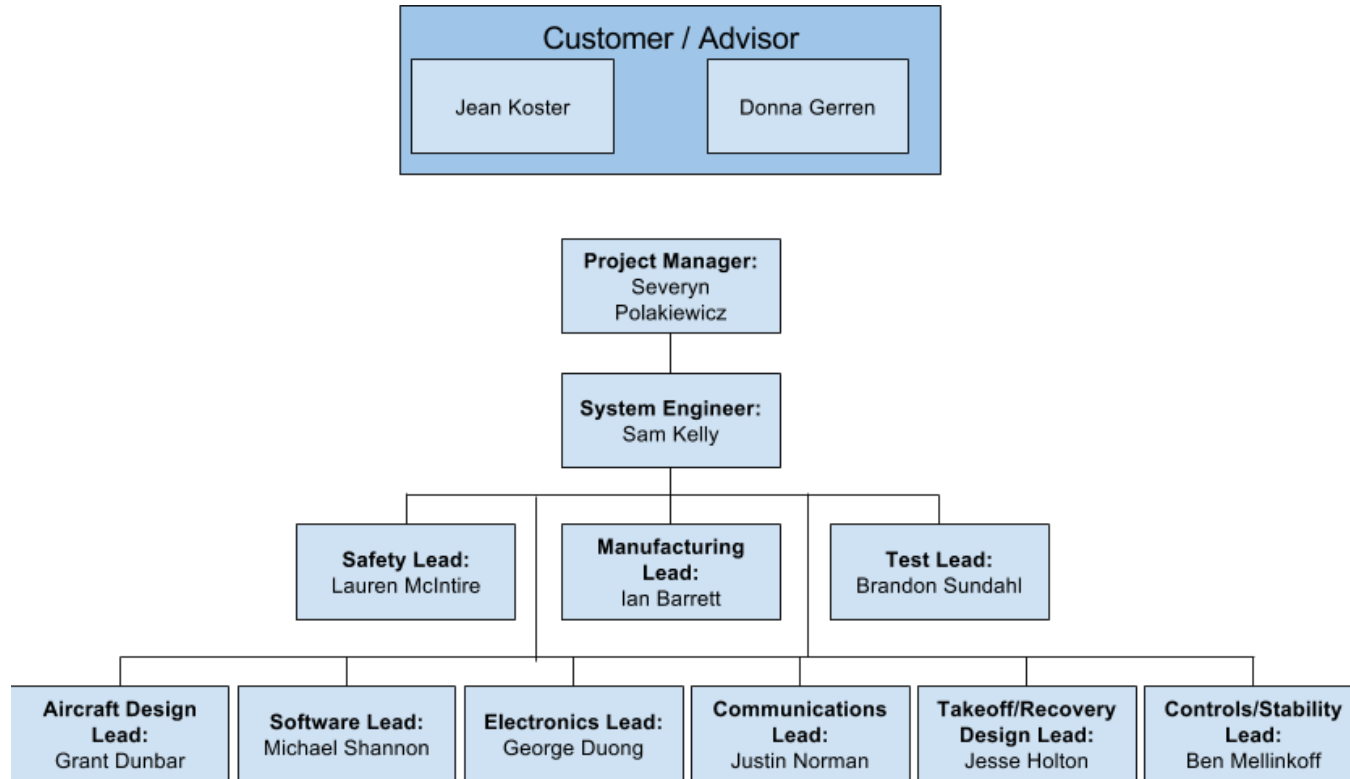 Customer / Advisor
Jean Koster
Donna Gerren
Project Manager:
Severyn
Polakiewicz
System Engineer:
Sam Kelly
Safety Lead:
Lauren McIntire
Manufacturing
Lead:
Ian Barrett
Test Lead:
Brandon Sundahl
Aircraft Design
Lead:
Grant Dunbar
Software Lead:
Michael Shannon
Electronics Lead:
George Duong
Communications
Lead:
Justin Norman
Takeoff/Recovery
Design Lead:
Jesse Holton
Controls/Stability
Lead:
Ben Mellinkoff